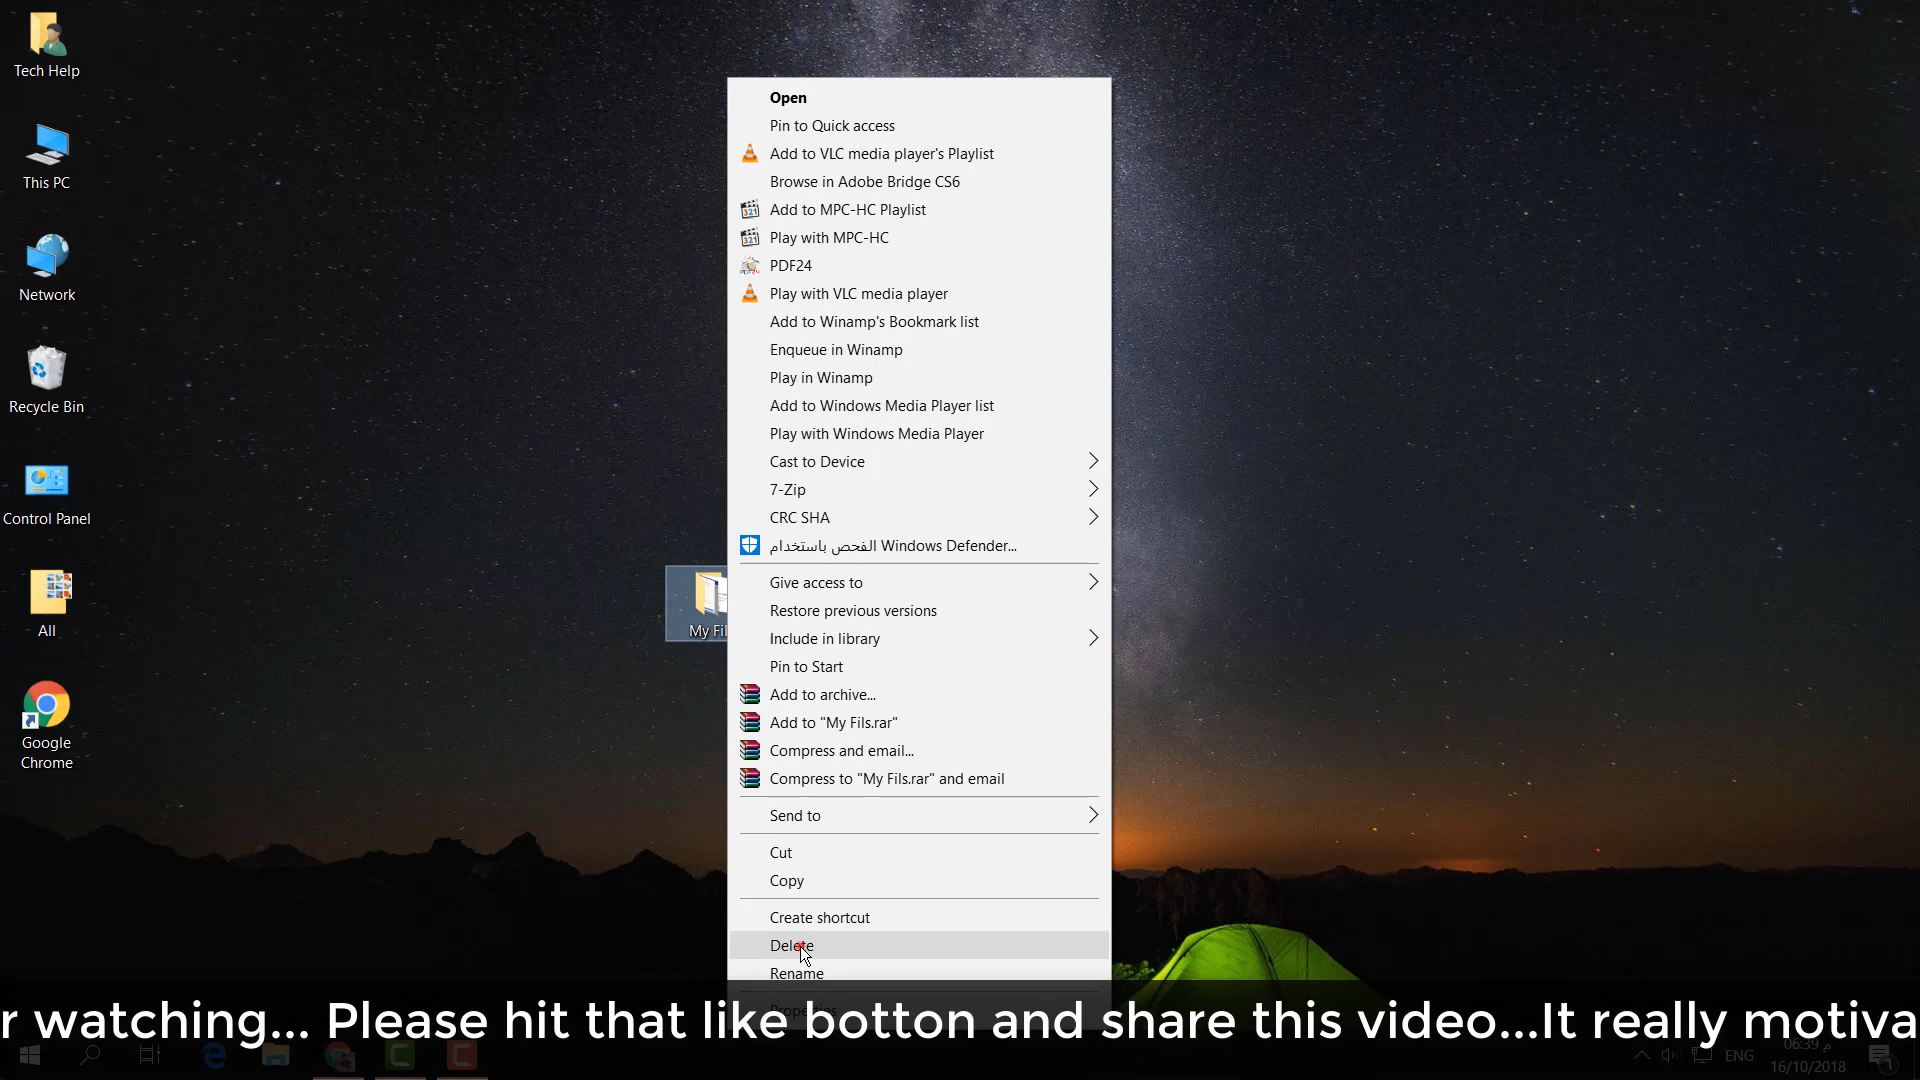 Tech Help
This PC
Network
Recycle Bin
Control Panel
All
Google
Chrome
My Fil
Open
Pin to Quick access
Add to VLC media player's Playlist
Browse in Adobe Bridge CS6
Add to MPC-HC Playlist
Play with MPC-HC
PDF24
Play with VLC media player
Add to Winamp's Bookmark list
Enqueue in Winamp
Play in Winamp
Add to Windows Media Player list
Play with Windows Media Player
Cast to Device
7-Zip
CRC SHA
الفحص باستخدام Windows Defender...
Give access to
Restore previous versions
Include in library
Pin to Start
Add to archive...
Add to "My Fils.rar"
Compress and email...
Compress to "My Fils.rar" and email
Send to
Cut
Copy
Create shortcut
Delete
Rename
Properties
r watching... Please hit that like botton and share this video...It really motiva
ENG
06:39 م
16/10/2018